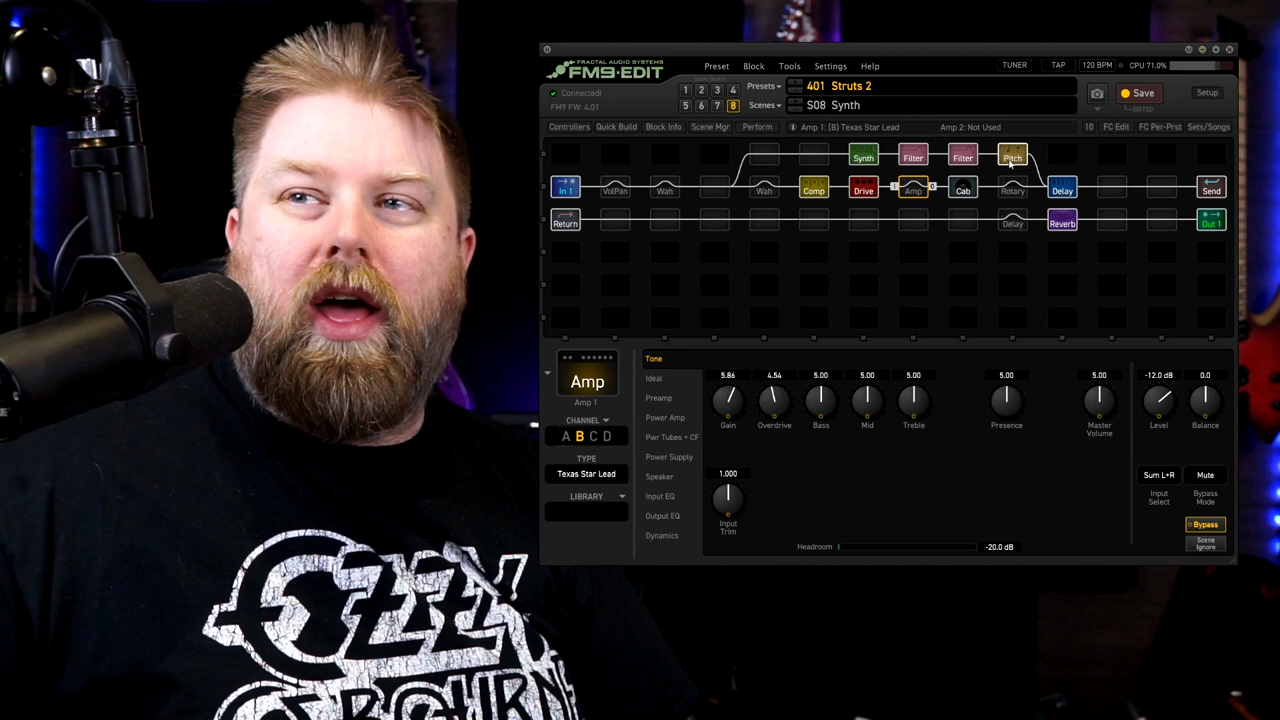 FRACTAL AUDIO SYSTEMS
FM9-EDIT
Preset Block Tools Settings Help
TUNER TAP 120 BPM CPU 71.0%
Connected!
FM9 FW: 4.01
1 2 3 4
5 6 7 8
Presets 401 Struts 2
Scenes S08 Synth
Save
EDITED
Setup
Controllers Quick Build Block Info Scene Mgr Perform Amp 1: (B) Texas Star Lead Amp 2: Not Used 10 FC Edit FC Per-Prst Sets/Songs
Synth Filter Filter Pitch
In 1 VolPan Wah Wah Comp Drive Amp Cab Rotary Delay Send
Return Delay Reverb Out 1
Amp
Amp 1
CHANNEL
A B C D
TYPE
Texas Star Lead
LIBRARY
Tone
Ideal
Preamp
Power Amp
Pwr Tubes + CF
Power Supply
Speaker
Input EQ
Output EQ
Dynamics
5.86 4.54 5.00 5.00 5.00 5.00 5.00 -12.0 dB 0.0
Gain Overdrive Bass Mid Treble Presence Master Volume Level Balance
1.000
Input Trim
Sum L+R Mute
Input Select Bypass Mode
Bypass
Scene Ignore
Headroom -20.0 dB
OZZY
OSBOURNE